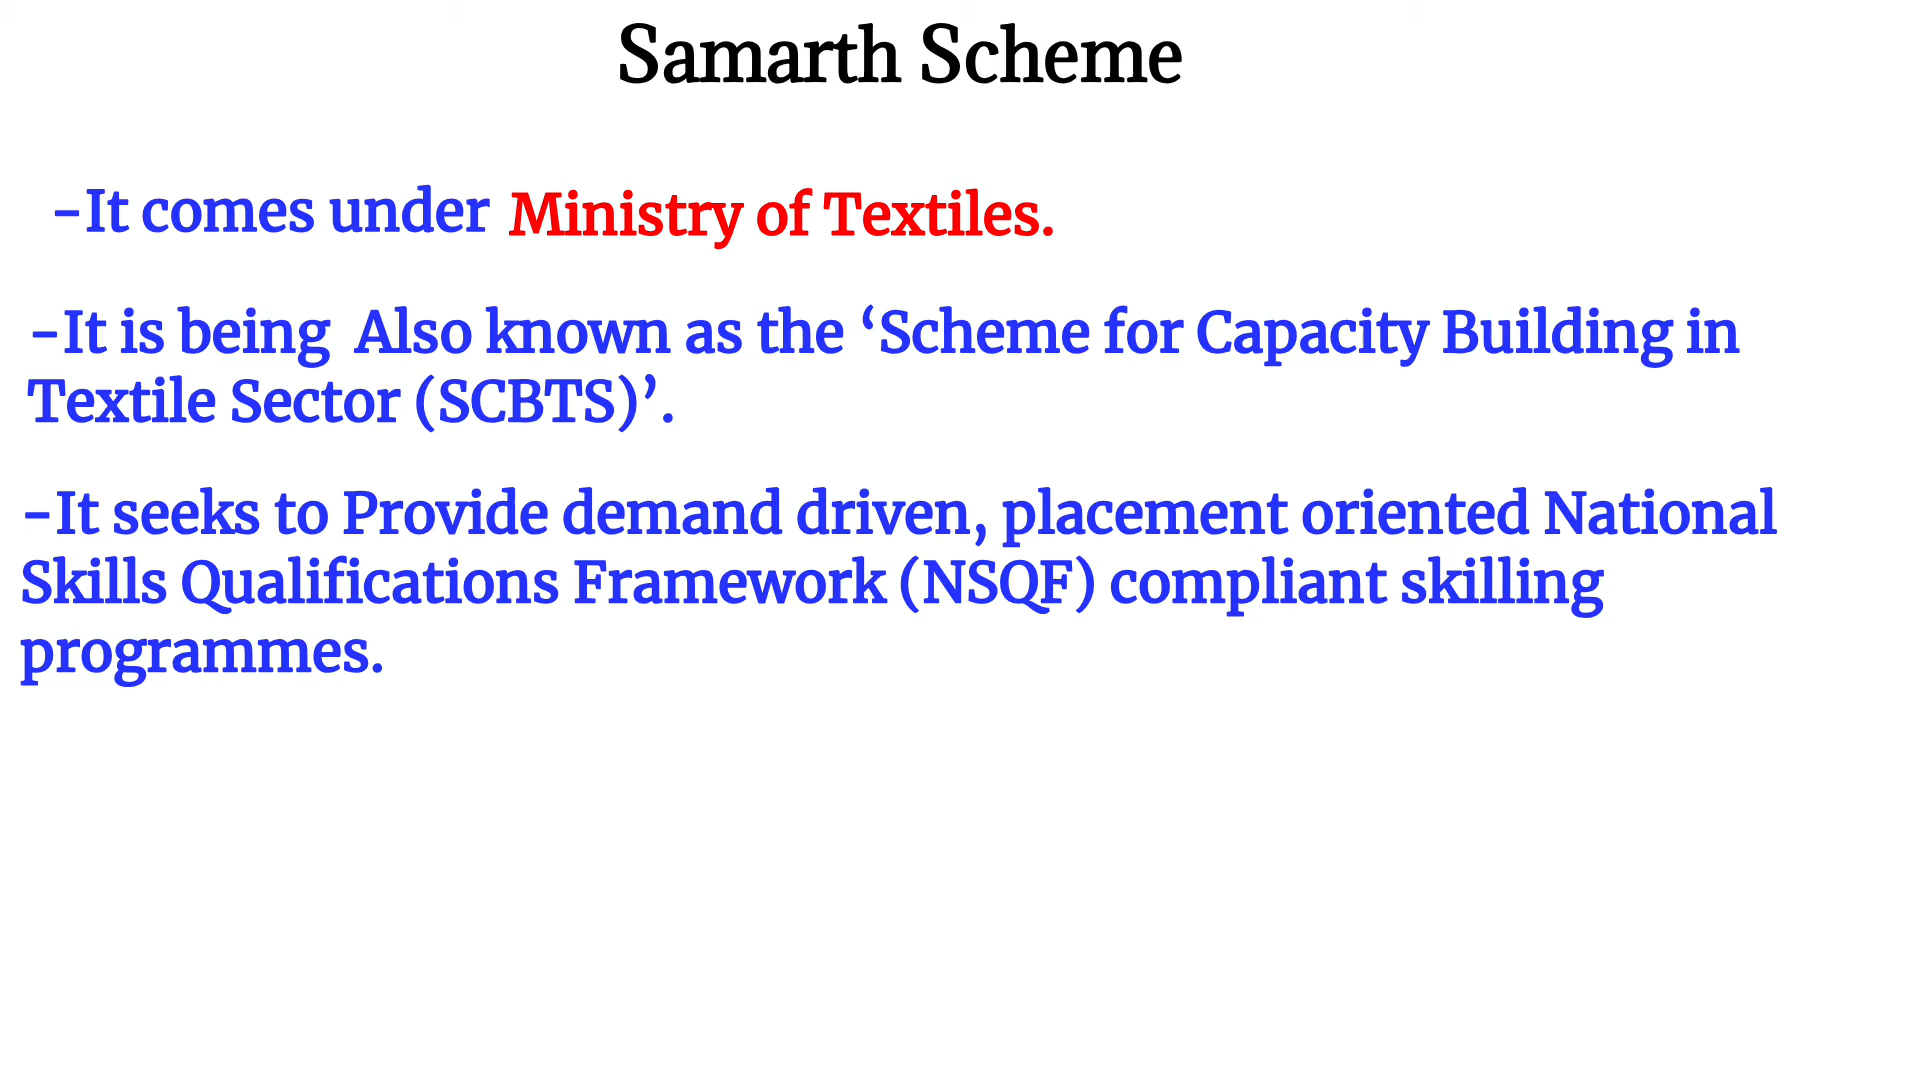 Samarth Scheme
-It comes under Ministry of Textiles.
-It is being Also known as the ‘Scheme for Capacity Building in
Textile Sector (SCBTS)’.
-It seeks to Provide demand driven, placement oriented National
Skills Qualifications Framework (NSQF) compliant skilling
programmes.